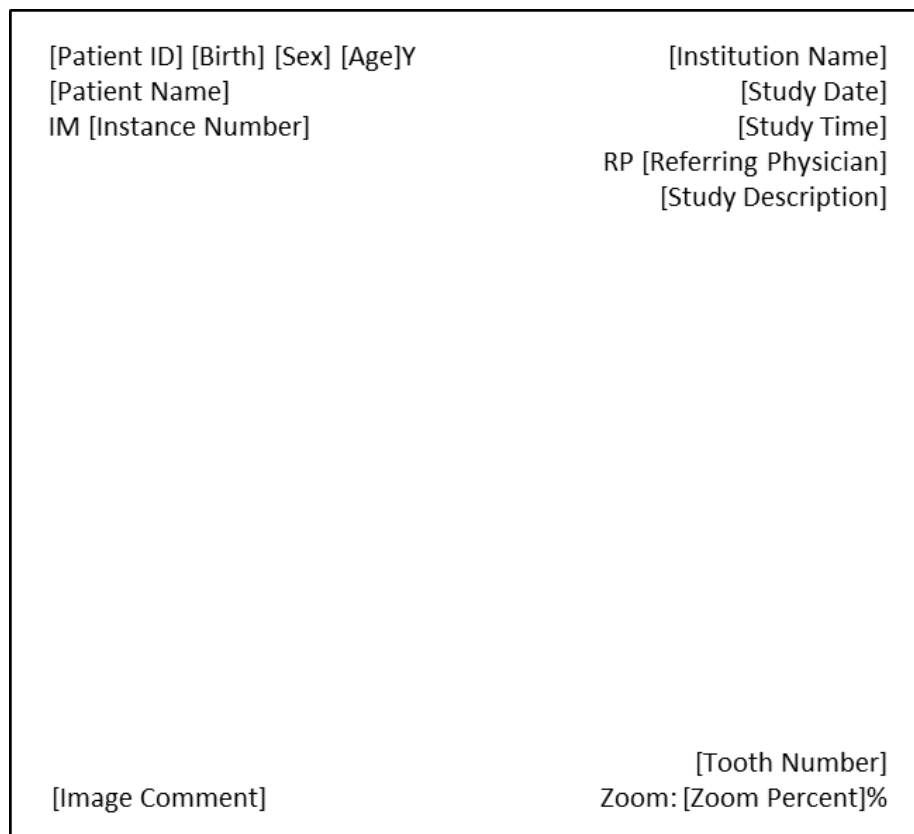 [Patient ID] [Birth] [Sex] [Age]Y
[Patient Name]
IM [Instance Number]
[Institution Name]
[Study Date]
[Study Time]
RP [Referring Physician]
[Study Description]
[Image Comment]
[Tooth Number]
Zoom: [Zoom Percent]%